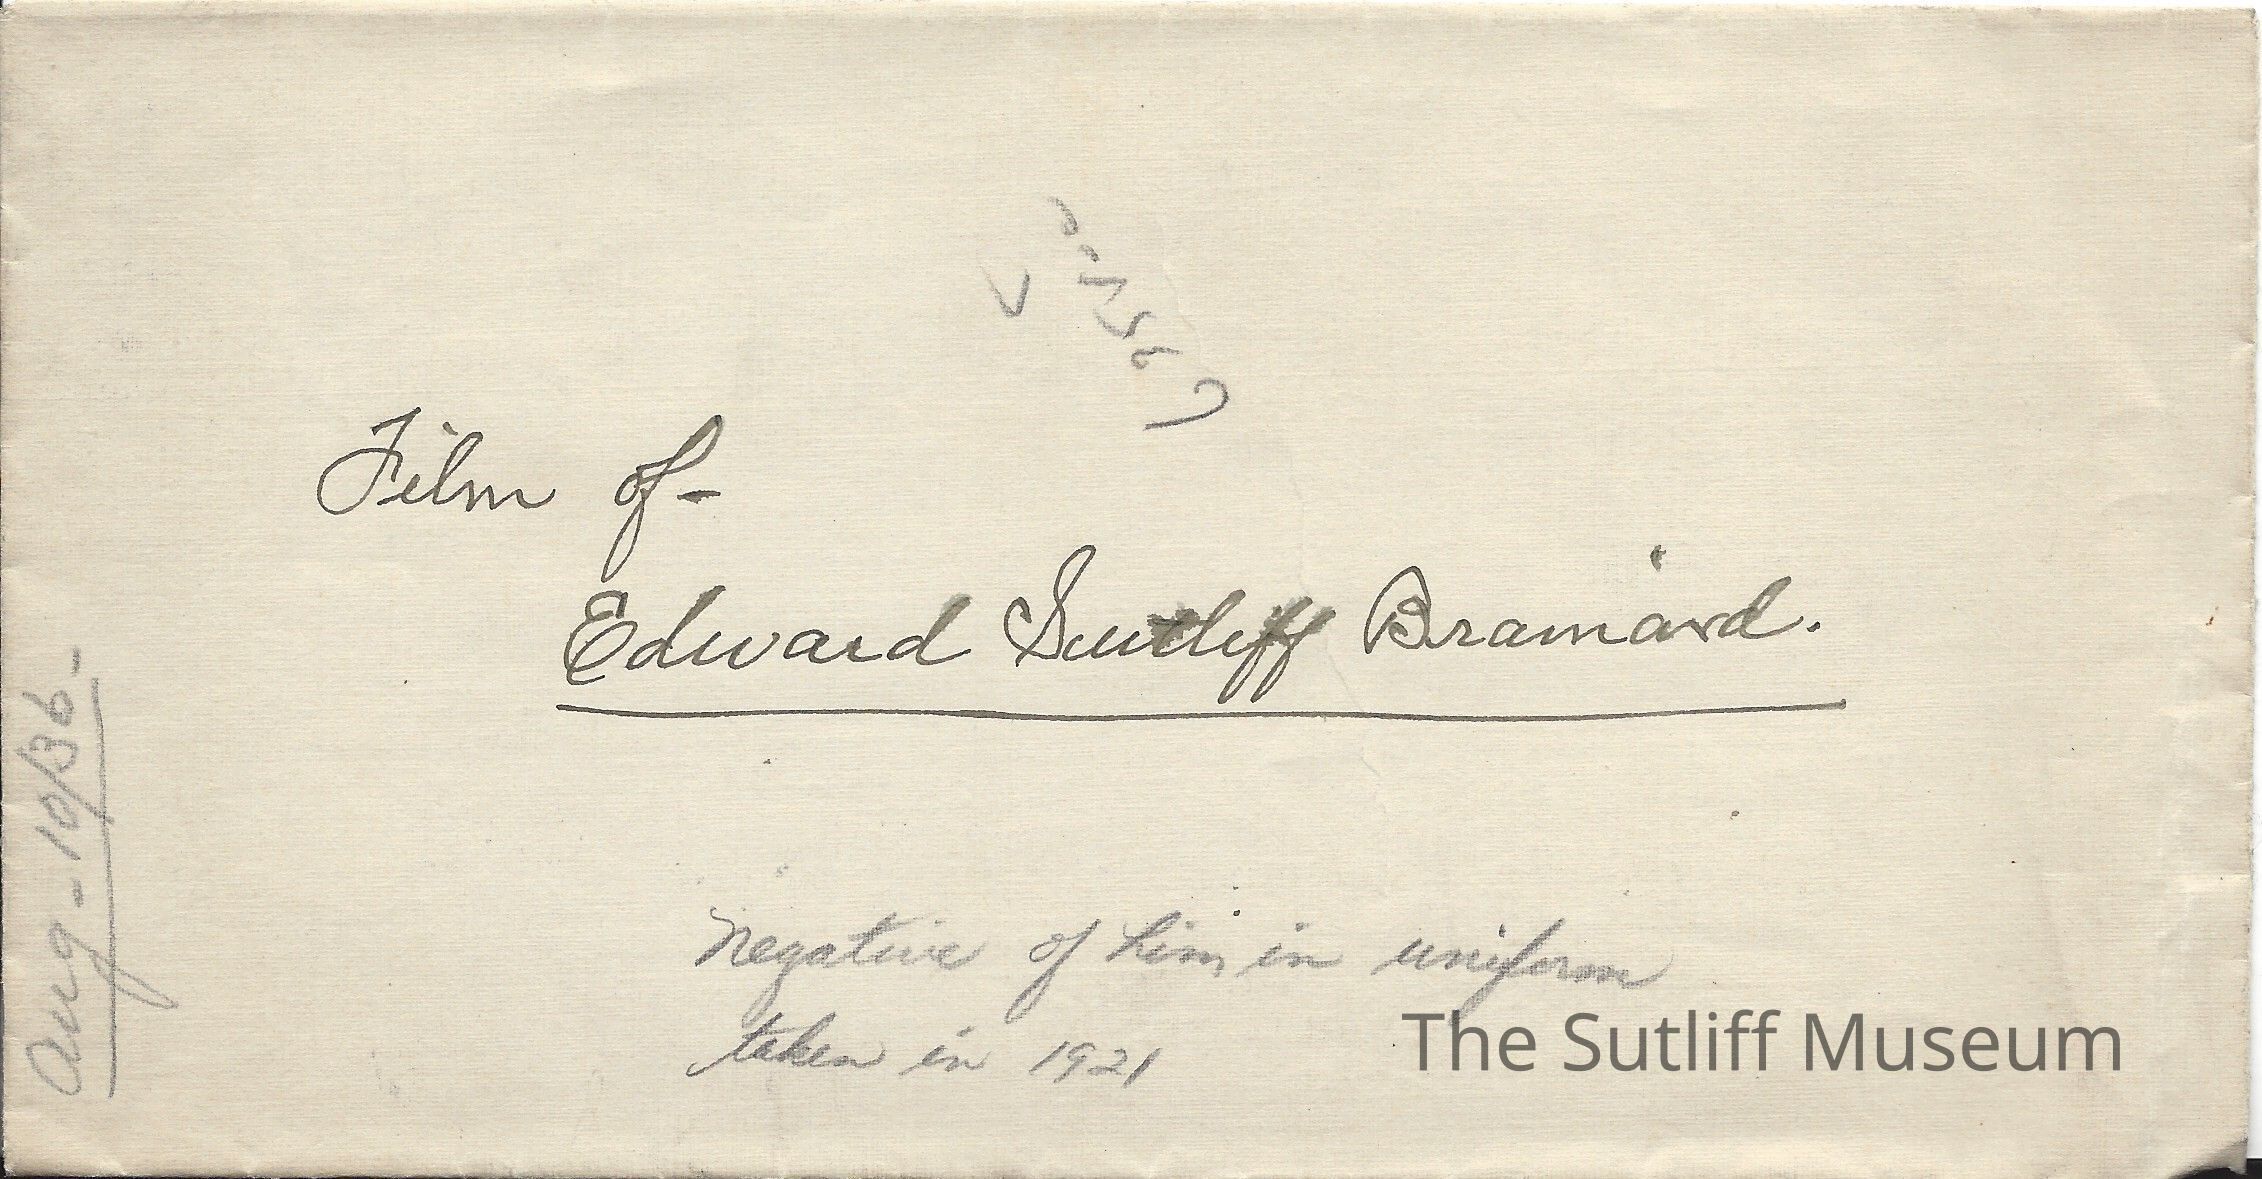 Film of-
Edward Sutliff Brainard.
Aug-10/36-
Negative of him in uniform
taken in 1921
The Sutliff Museum